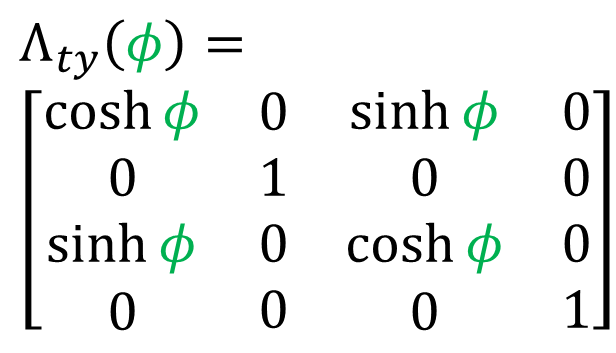 Λ_ty(ϕ) =
cosh ϕ 0 sinh ϕ 0
0 1 0 0
sinh ϕ 0 cosh ϕ 0
0 0 0 1